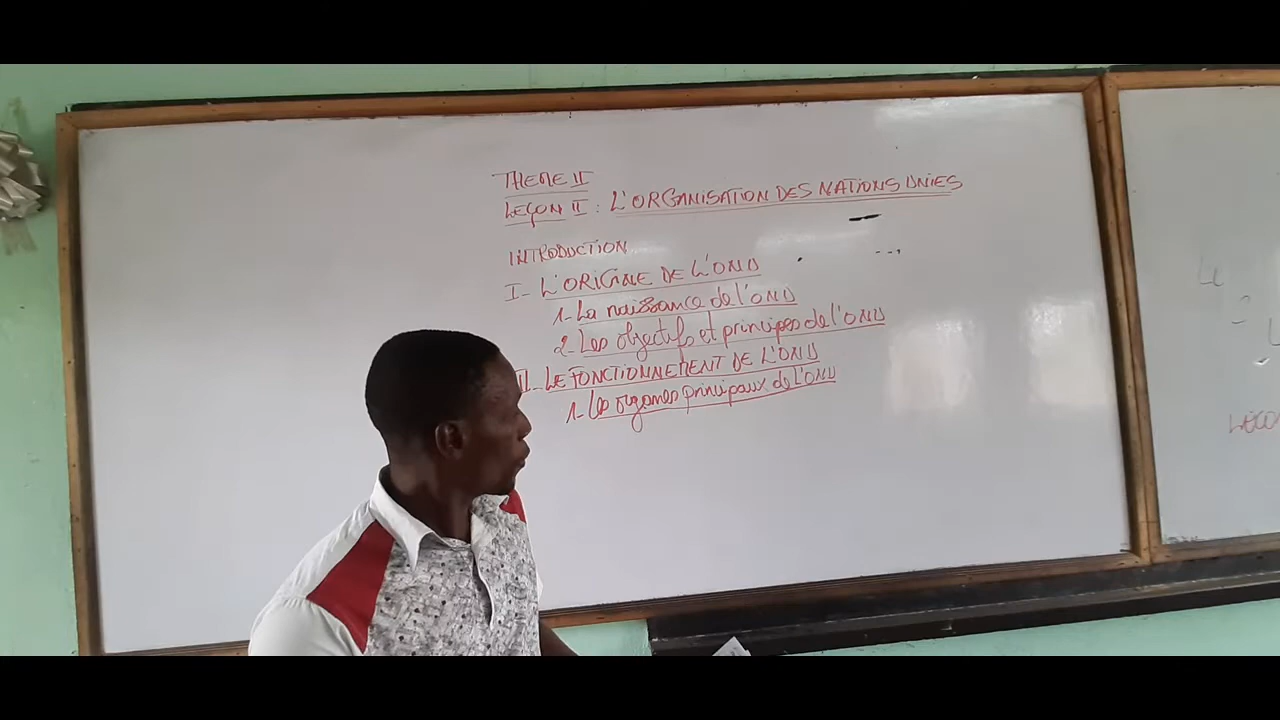 THEME II
LEÇON II : L'ORGANISATION DES NATIONS UNIES
INTRODUCTION
I- L'ORIGINE DE L'ONU
1- La naissance de l'ONU
2- Les objectifs et principes de l'ONU
II- LE FONCTIONNEMENT DE L'ONU
1- Les organes principaux de l'ONU